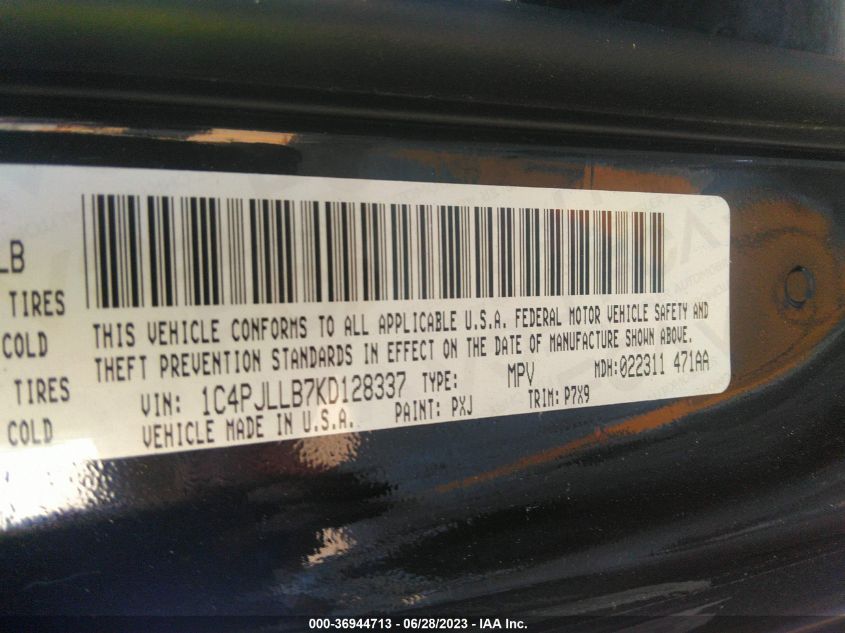 LB
TIRES
COLD
TIRES
COLD
THIS VEHICLE CONFORMS TO ALL APPLICABLE U.S.A. FEDERAL MOTOR VEHICLE SAFETY AND
THEFT PREVENTION STANDARDS IN EFFECT ON THE DATE OF MANUFACTURE SHOWN ABOVE.
VIN: 1C4PJLLB7KD128337 TYPE: MPV MDH:022311 471AA
VEHICLE MADE IN U.S.A. PAINT: PXJ TRIM: P7X9
000-36944713 - 06/28/2023 - IAA Inc.